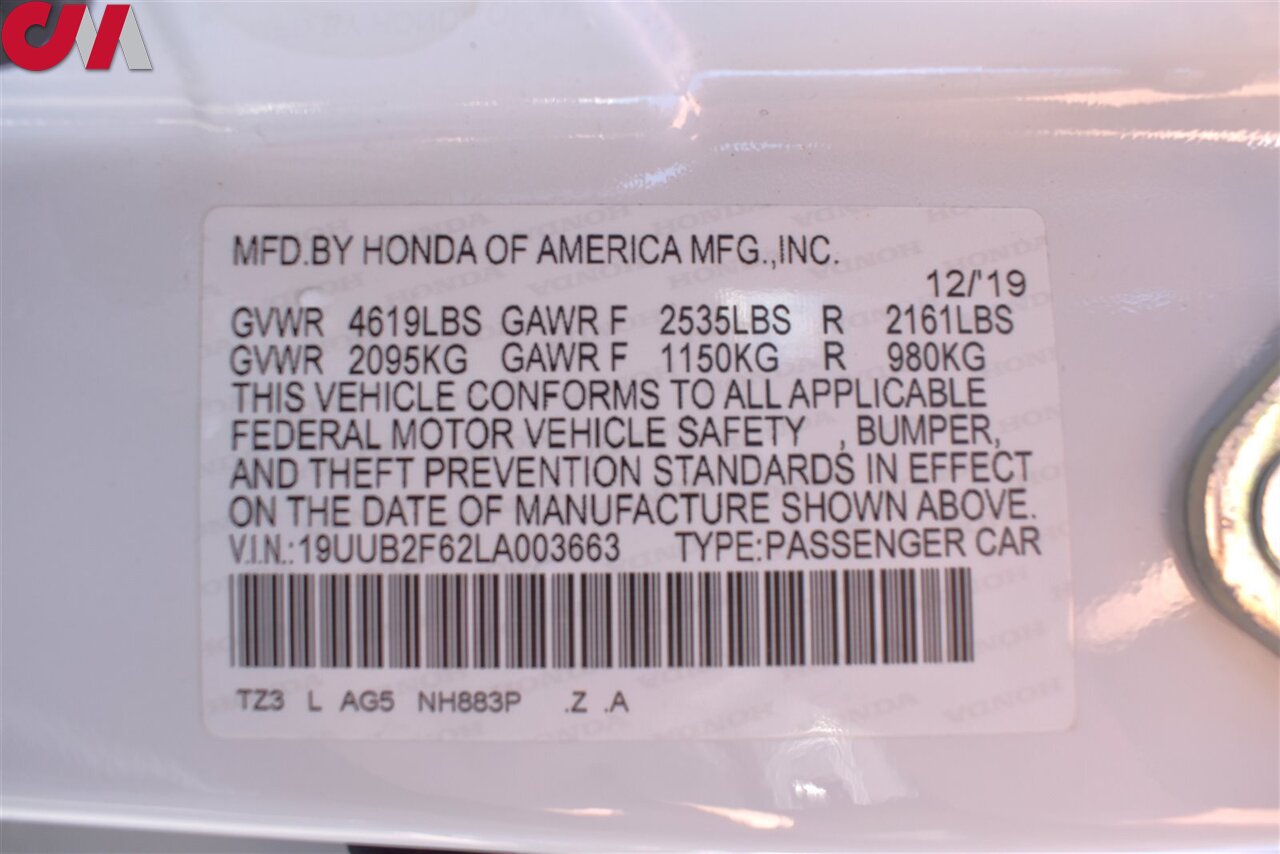 CM
MFD.BY HONDA OF AMERICA MFG.,INC.
12/'19
GVWR 4619LBS GAWR F 2535LBS R 2161LBS
GVWR 2095KG GAWR F 1150KG R 980KG
THIS VEHICLE CONFORMS TO ALL APPLICABLE
FEDERAL MOTOR VEHICLE SAFETY , BUMPER,
AND THEFT PREVENTION STANDARDS IN EFFECT
ON THE DATE OF MANUFACTURE SHOWN ABOVE.
V.I.N.:19UUB2F62LA003663 TYPE:PASSENGER CAR
TZ3 L AG5 NH883P .Z .A